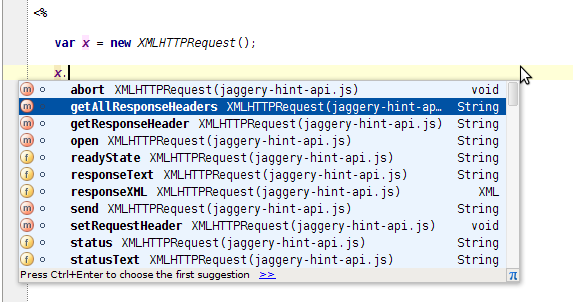 <%
var x = new XMLHTTPRequest();
x.
m abort XMLHTTPRequest(jaggery-hint-api.js) void
m getAllResponseHeaders XMLHTTPRequest(jaggery-hint-ap… String
m getResponseHeader XMLHTTPRequest(jaggery-hint-api.js) String
m open XMLHTTPRequest(jaggery-hint-api.js) String
f readyState XMLHTTPRequest(jaggery-hint-api.js) String
f responseText XMLHTTPRequest(jaggery-hint-api.js) String
f responseXML XMLHTTPRequest(jaggery-hint-api.js) XML
m send XMLHTTPRequest(jaggery-hint-api.js) String
m setRequestHeader XMLHTTPRequest(jaggery-hint-api.js) void
f status XMLHTTPRequest(jaggery-hint-api.js) String
f statusText XMLHTTPRequest(jaggery-hint-api.js) String
Press Ctrl+Enter to choose the first suggestion >> π